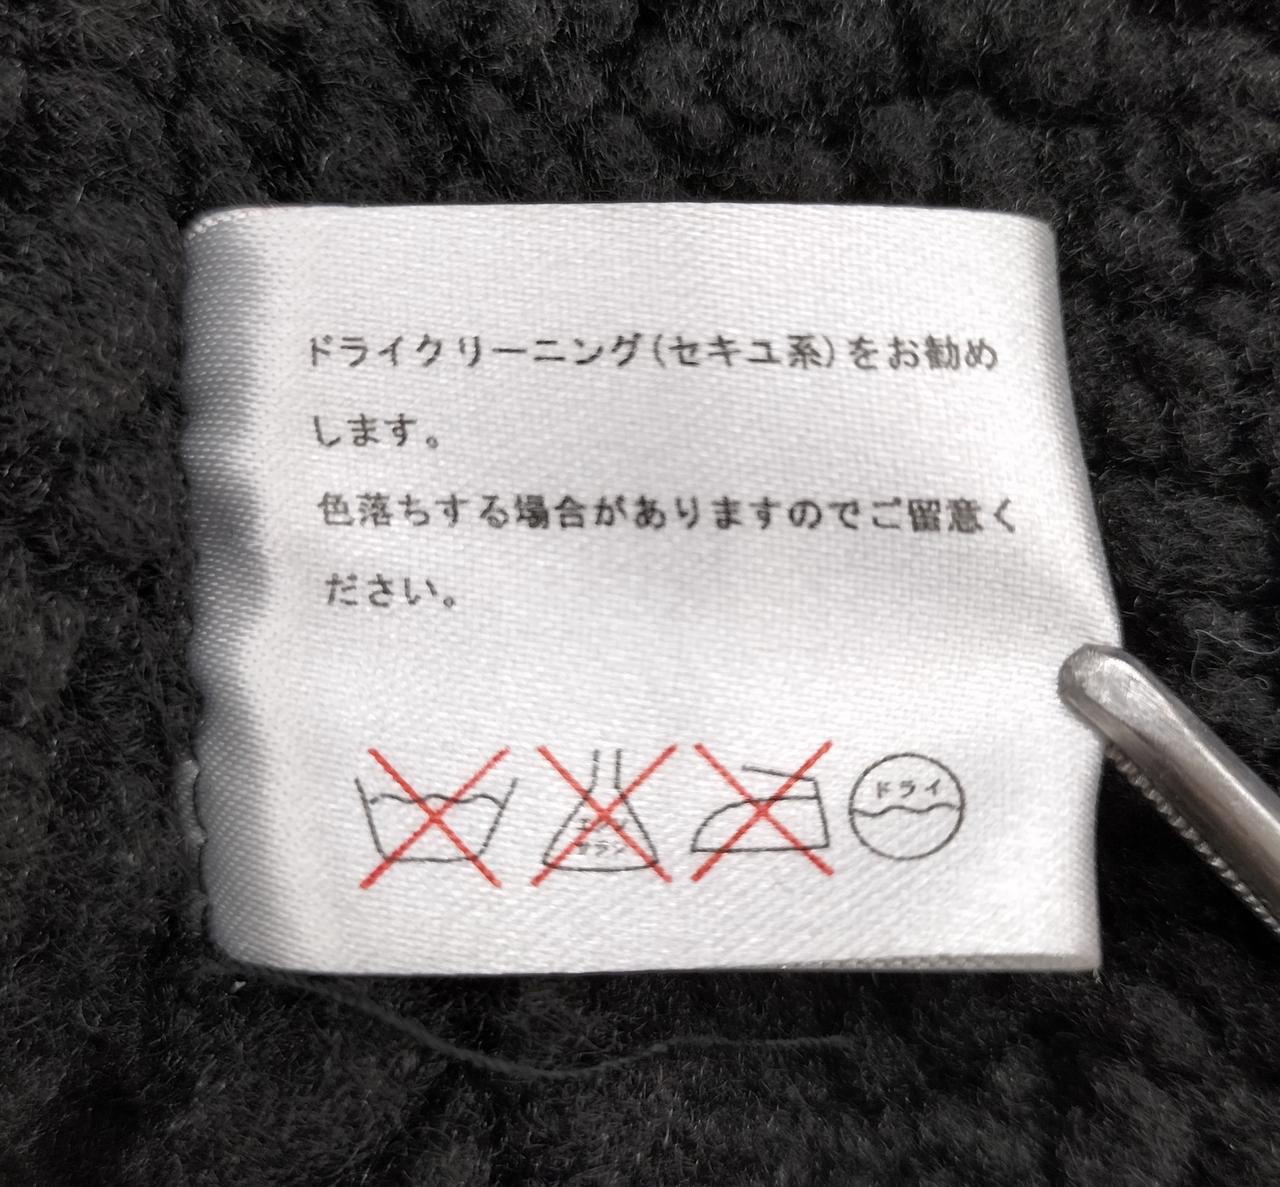 ドライクリーニング(セキユ系)をお勧め
します。
色落ちする場合がありますのでご留意く
ださい。
ドライ